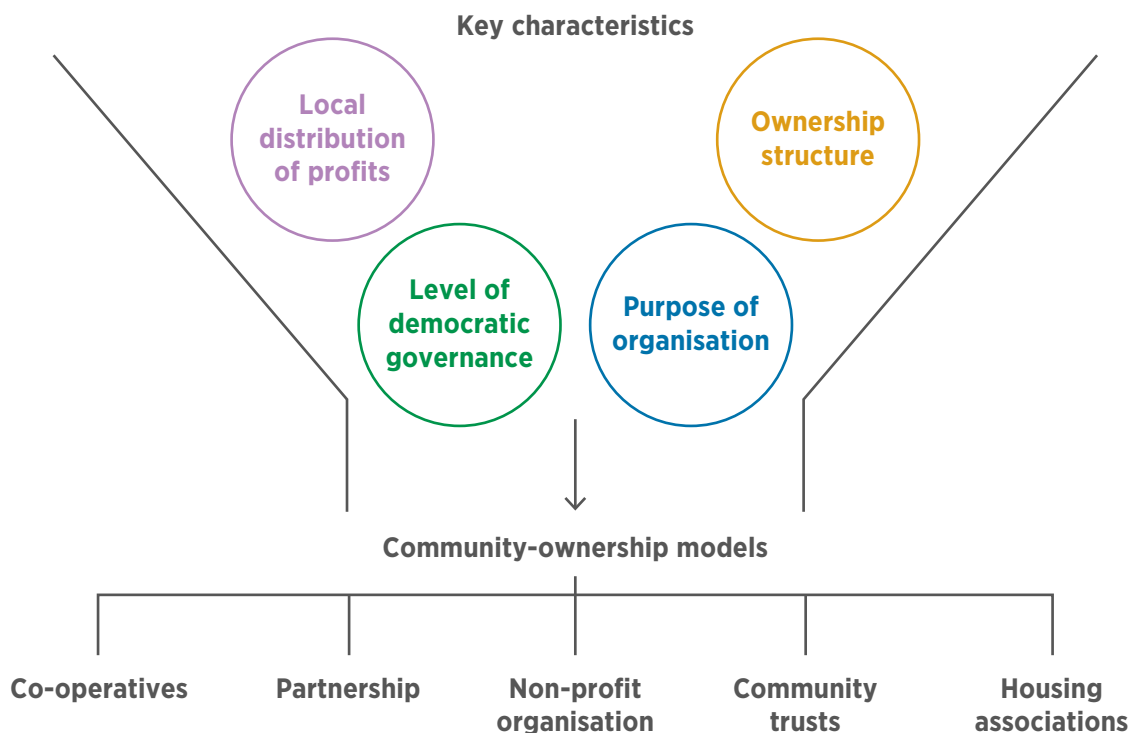 Key characteristics
Local
distribution
of profits
Ownership
structure
Level of
democratic
governance
Purpose of
organisation
Community-ownership models
Co-operatives
Partnership
Non-profit
organisation
Community
trusts
Housing
associations